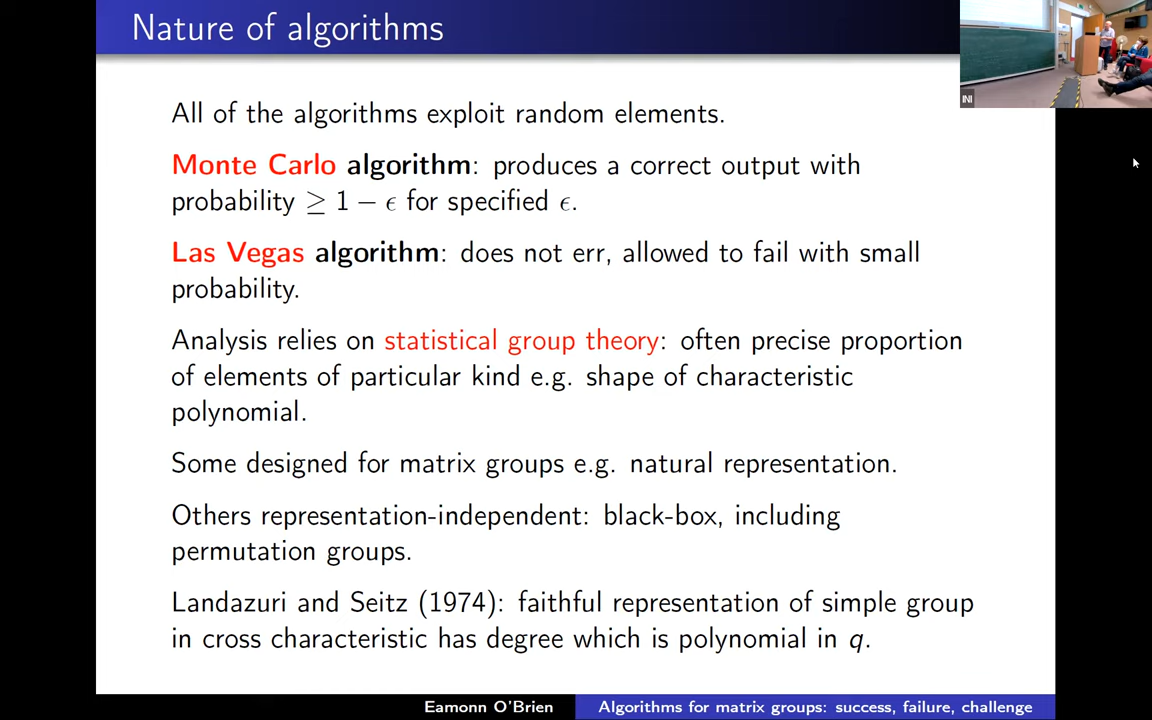 Nature of algorithms
INI
All of the algorithms exploit random elements.
Monte Carlo algorithm: produces a correct output with
probability ≥ 1 − ϵ for specified ϵ.
Las Vegas algorithm: does not err, allowed to fail with small
probability.
Analysis relies on statistical group theory: often precise proportion
of elements of particular kind e.g. shape of characteristic
polynomial.
Some designed for matrix groups e.g. natural representation.
Others representation-independent: black-box, including
permutation groups.
Landazuri and Seitz (1974): faithful representation of simple group
in cross characteristic has degree which is polynomial in q.
Eamonn O'Brien Algorithms for matrix groups: success, failure, challenge